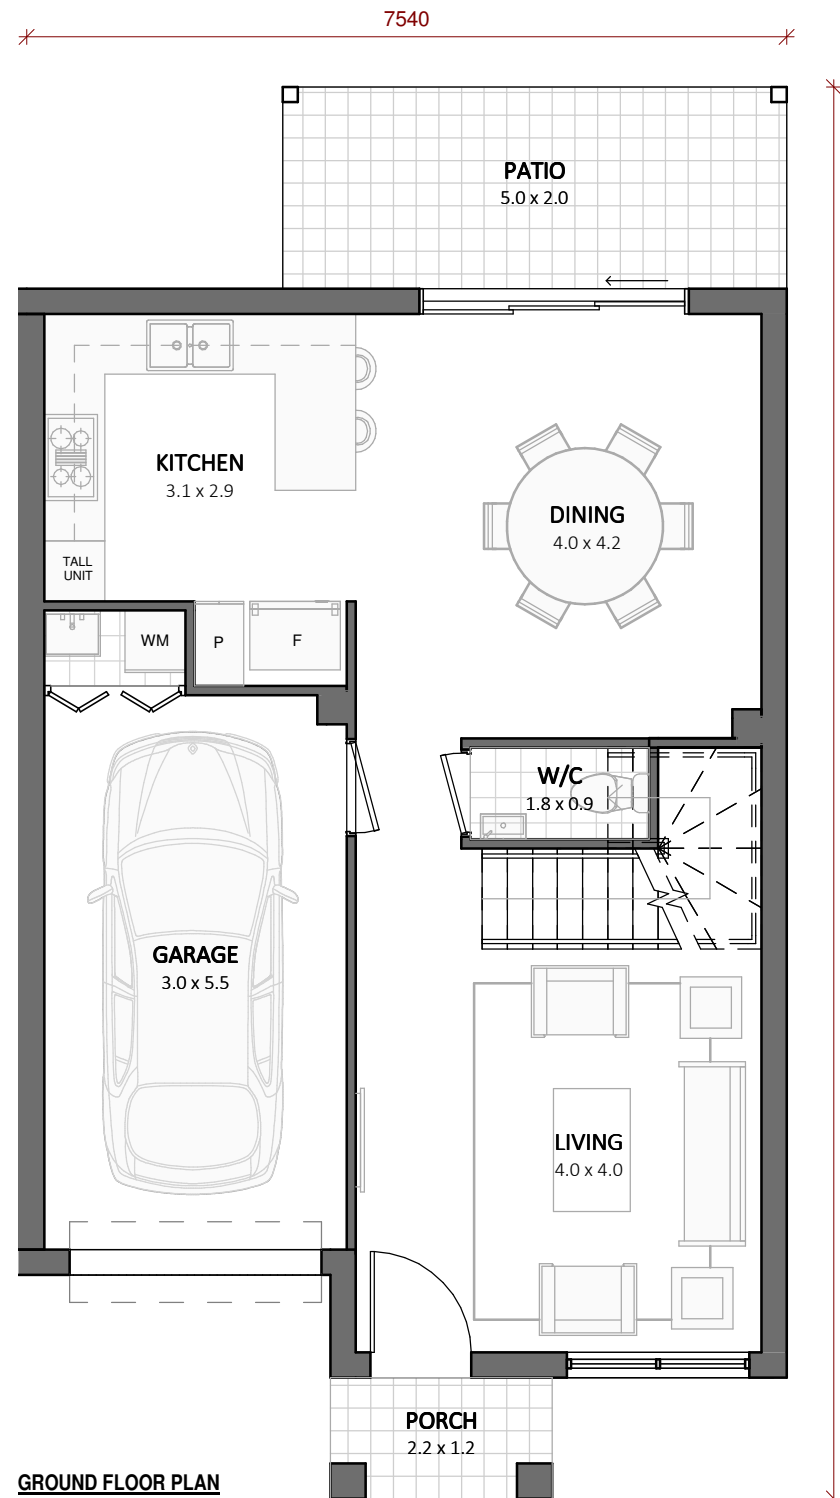 7540
PATIO
5.0 x 2.0
KITCHEN
3.1 x 2.9
DINING
4.0 x 4.2
TALL
UNIT
WM
P
F
W/C
1.8 x 0.9
GARAGE
3.0 x 5.5
LIVING
4.0 x 4.0
PORCH
2.2 x 1.2
GROUND FLOOR PLAN